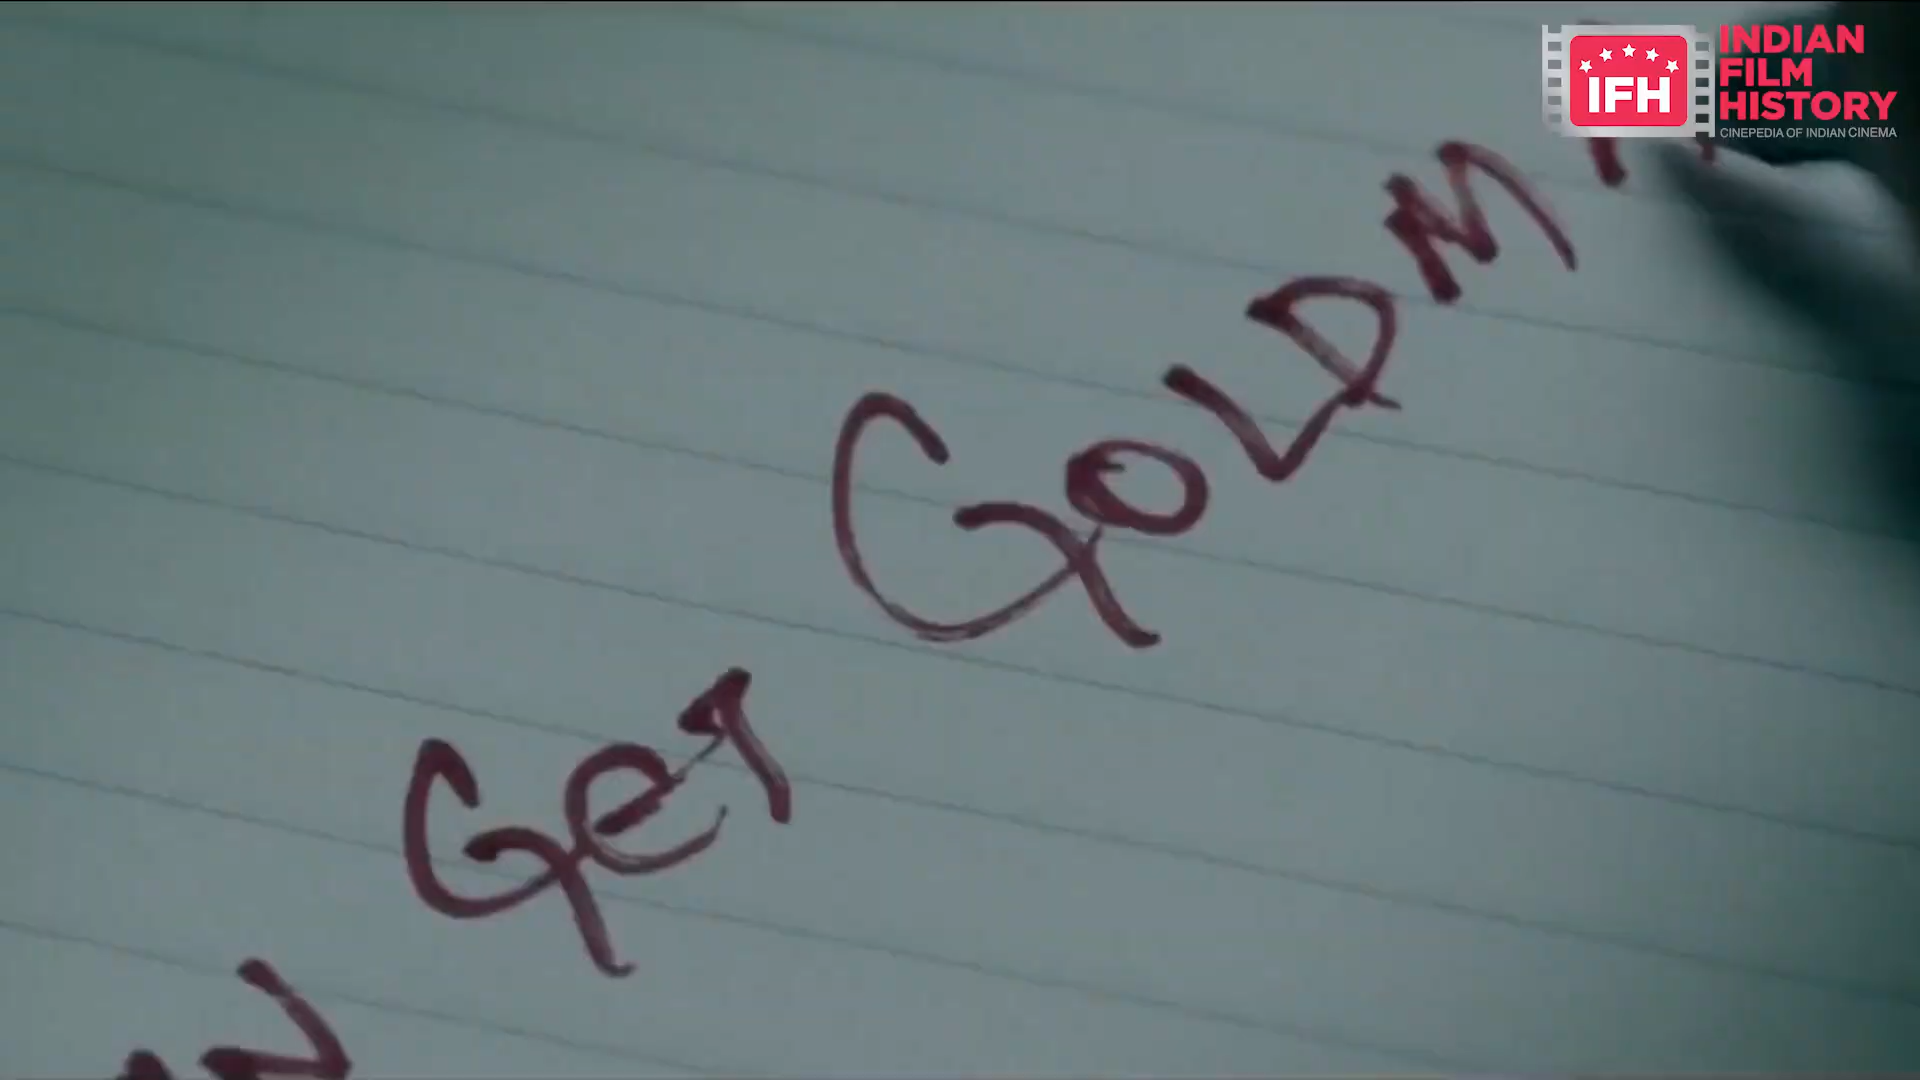 GeT GOLDM
IFH
INDIAN
FILM
HISTORY
CINEPEDIA OF INDIAN CINEMA